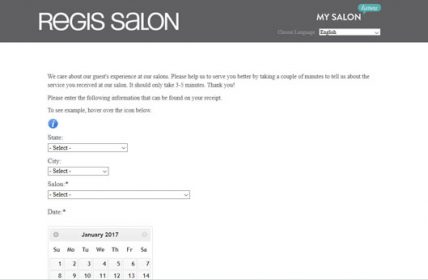 REGIS SALON
MY SALON
listens
Choose Language: English
We care about our guest's experience at our salons. Please help us to serve you better by taking a couple of minutes to tell us about the
service you received at our salon. It should only take 3-5 minutes. Thank you!
Please enter the following information that can be found on your receipt.
To see example, hover over the icon below.
i
State:
- Select -
City:
- Select -
Salon:*
- Select -
Date:*
January 2017
Su Mo Tu We Th Fr Sa
1 2 3 4 5 6 7
8 9 10 11 12 13 14